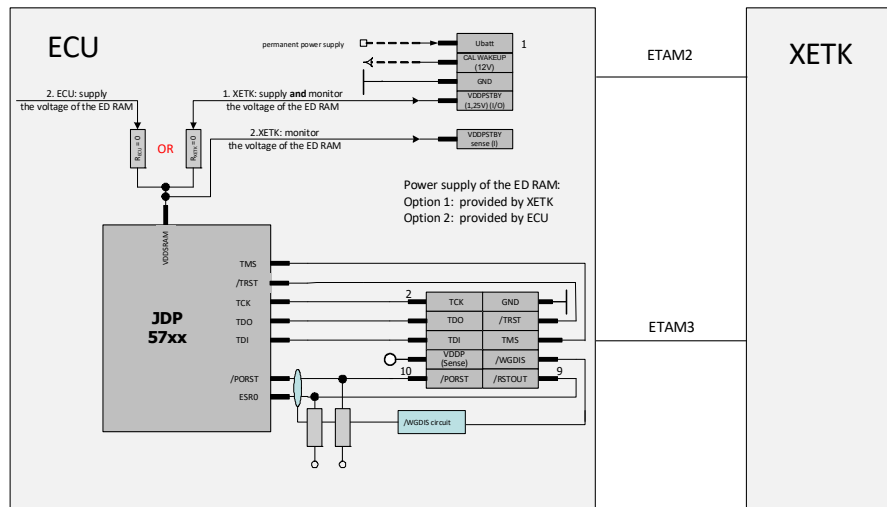 ECU
permanent power supply
Ubatt
1
CAL WAKEUP
(12V)
GND
VDDPSTBY
(1,25V) (I/O)
VDDPSTBY
sense (I)
ETAM2
XETK
2. ECU: supply
the voltage of the ED RAM
1. XETK: supply and monitor
the voltage of the ED RAM
2.XETK: monitor
the voltage of the ED RAM
RECU = 0
OR
RXETK = 0
Power supply of the ED RAM:
Option 1: provided by XETK
Option 2: provided by ECU
VDDSRAM
JDP
57xx
TMS
/TRST
TCK
TDO
TDI
/PORST
ESR0
2
TCK
GND
TDO
/TRST
TDI
TMS
VDDP
(Sense)
/WGDIS
10
/PORST
/RSTOUT
9
/WGDIS circuit
ETAM3